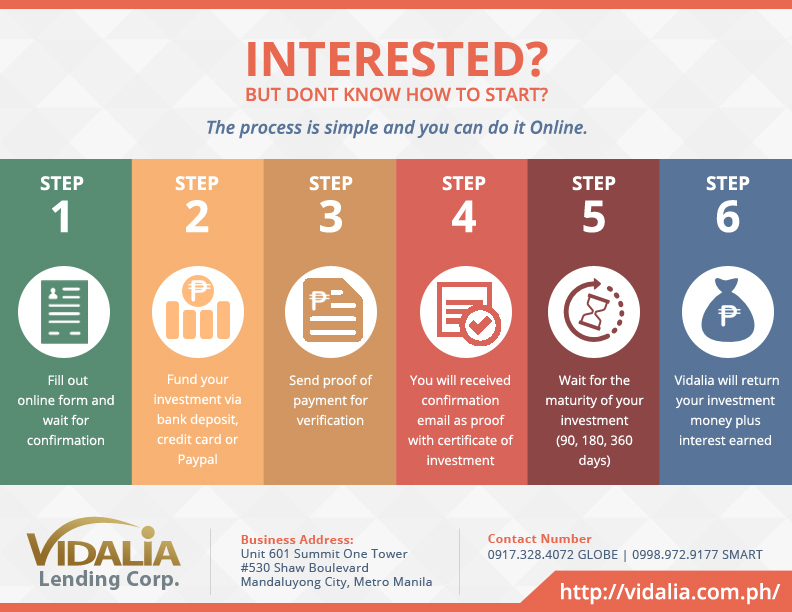 INTERESTED?
BUT DONT KNOW HOW TO START?
The process is simple and you can do it Online.
STEP
1
Fill out
online form and
wait for
confirmation
STEP
2
₱
Fund your
investment via
bank deposit,
credit card or
Paypal
STEP
3
₱
Send proof of
payment for
verification
STEP
4
You will received
confirmation
email as proof
with certificate of
investment
STEP
5
Wait for the
maturity of your
investment
(90, 180, 360
days)
STEP
6
₱
Vidalia will return
your investment
money plus
interest earned
VIDALIA
Lending Corp.
Business Address:
Unit 601 Summit One Tower
#530 Shaw Boulevard
Mandaluyong City, Metro Manila
Contact Number
0917.328.4072 GLOBE | 0998.972.9177 SMART
http://vidalia.com.ph/